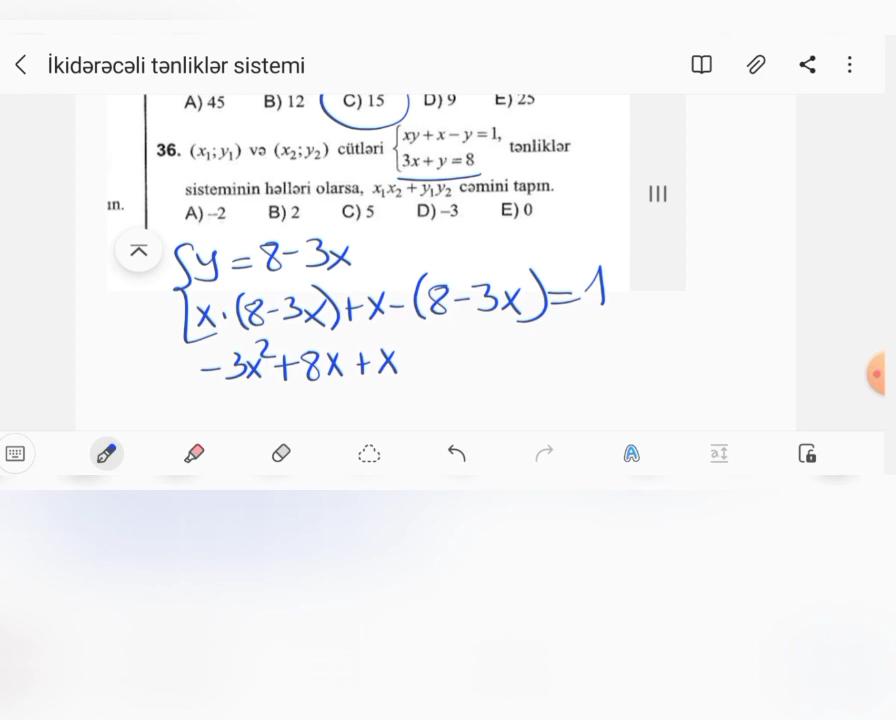 İkidərəcəli tənliklər sistemi
A) 45 B) 12 C) 15 D) 9 E) 25
36. (x₁; y₁) və (x₂; y₂) cütləri {xy + x – y = 1, 3x + y = 8 tənliklər
sisteminin həlləri olarsa, x₁x₂ + y₁y₂ cəmini tapın.
ın.
A) –2 B) 2 C) 5 D) –3 E) 0
{y = 8 - 3x
x · (8 - 3x) + x - (8 - 3x) = 1
- 3x² + 8x + x